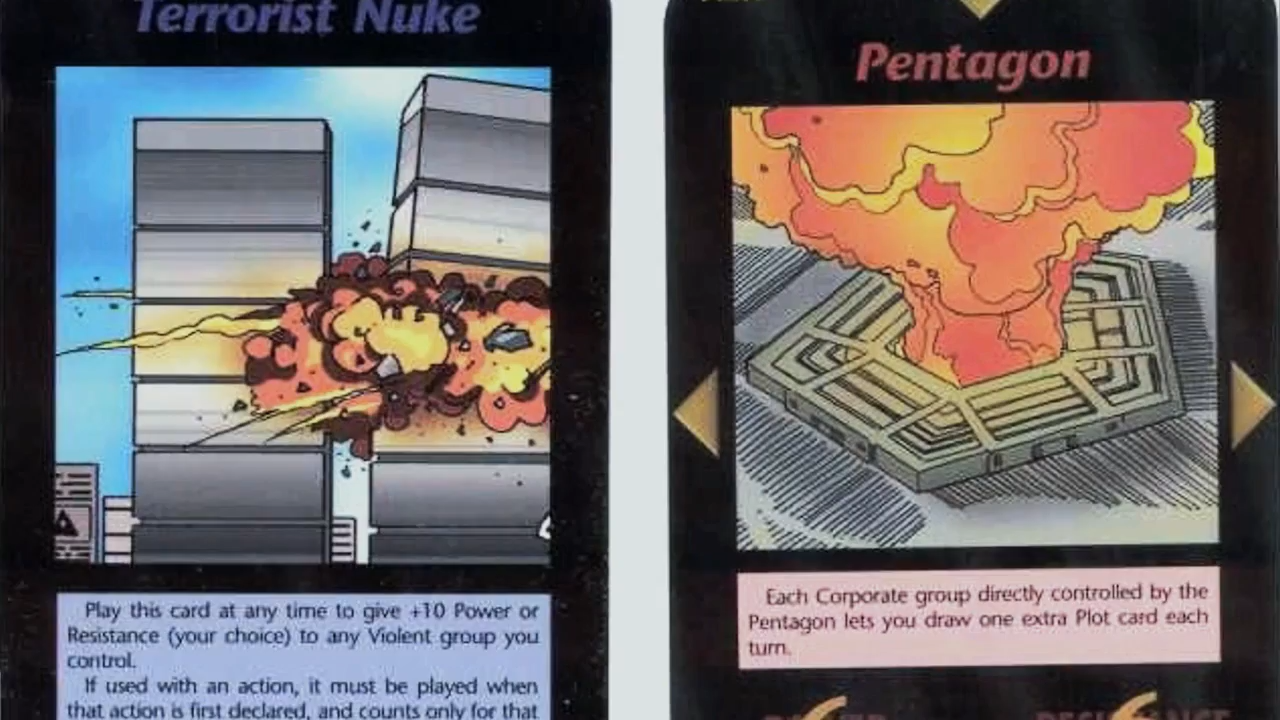 Terrorist Nuke
Play this card at any time to give +10 Power or
Resistance (your choice) to any Violent group you
control.
If used with an action, it must be played when
that action is first declared, and counts only for that
Pentagon
Each Corporate group directly controlled by the
Pentagon lets you draw one extra Plot card each
turn.